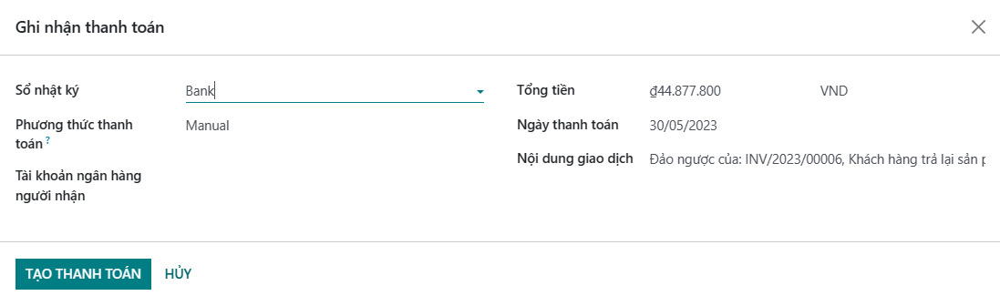 Ghi nhận thanh toán
Sổ nhật ký
Bank
Phương thức thanh
toán ?
Manual
Tài khoản ngân hàng
người nhận
Tổng tiền
₫44.877.800
VND
Ngày thanh toán
30/05/2023
Nội dung giao dịch
Đảo ngược của: INV/2023/00006, Khách hàng trả lại sản
TẠO THANH TOÁN
HỦY